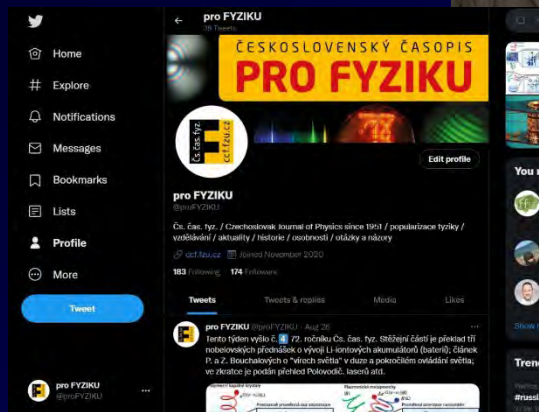 pro FYZIKU
38 Tweets
Home
Explore
Notifications
Messages
Bookmarks
Lists
Profile
More
Tweet
pro FYZIKU
@proFYZIKU
ČESKOSLOVENSKÝ ČASOPIS
PRO FYZIKU
Čs. čas. fyz.
ccf.fzu.cz
Edit profile
pro FYZIKU
@proFYZIKU
Čs. čas. fyz. / Czechoslovak Journal of Physics since 1951 / popularizace fyziky /
vzdělávání / aktuality / historie / osobnosti / otázky a názory
ccf.fzu.cz Joined November 2020
183 Following 174 Followers
Tweets Tweets & replies Media Likes
pro FYZIKU @proFYZIKU · Aug 26
Tento týden vyšlo č. 4 72. ročníku Čs. čas. fyz. Stěžejní částí je překlad tří
nobelovských přednášek o vývoji Li-iontových akumulátorů (baterií); článek
P. a Z. Bouchalových o "vírech světla" v duze a pokročilém ovládání světla;
ve zkratce je podán přehled Polovodič. laserů atd.
You
Show
Tren
#russi